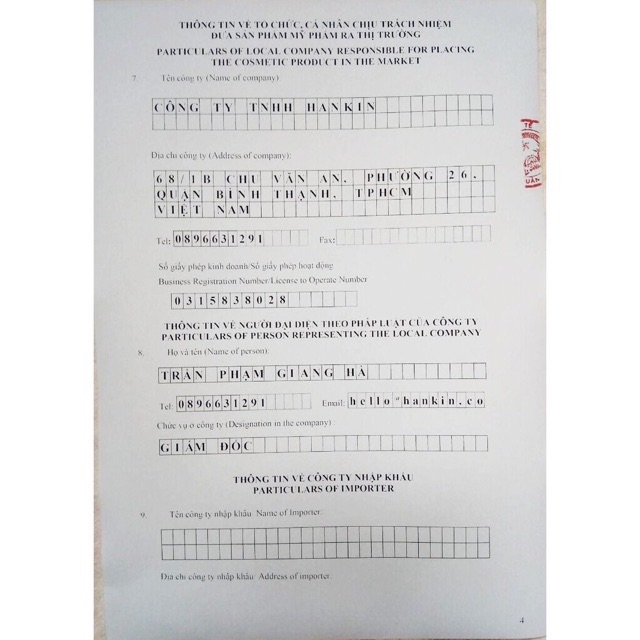 THÔNG TIN VỀ TỔ CHỨC, CÁ NHÂN CHỊU TRÁCH NHIỆM
ĐƯA SẢN PHẨM MỸ PHẨM RA THỊ TRƯỜNG
PARTICULARS OF LOCAL COMPANY RESPONSIBLE FOR PLACING
THE COSMETIC PRODUCT IN THE MARKET
7. Tên công ty (Name of company)
CÔNG TY TNHH HANKIN
Địa chỉ công ty (Address of company):
68/1B CHU VĂN AN, PHƯỜNG 26,
QUẬN BÌNH THẠNH, TPHCM
VIỆT NAM
Tel: 0896631291 Fax:
Số giấy phép kinh doanh/Số giấy phép hoạt động
Business Registration Number/License to Operate Number
0315838028
THÔNG TIN VỀ NGƯỜI ĐẠI DIỆN THEO PHÁP LUẬT CỦA CÔNG TY
PARTICULARS OF PERSON REPRESENTING THE LOCAL COMPANY
8. Họ và tên (Name of person):
TRẦN PHẠM GIANG HÀ
Tel: 0896631291 Email: hello@hankin.co
Chức vụ ở công ty (Designation in the company)
GIÁM ĐỐC
THÔNG TIN VỀ CÔNG TY NHẬP KHẨU
PARTICULARS OF IMPORTER
9. Tên công ty nhập khẩu Name of Importer:
Địa chỉ công ty nhập khẩu Address of importer
4